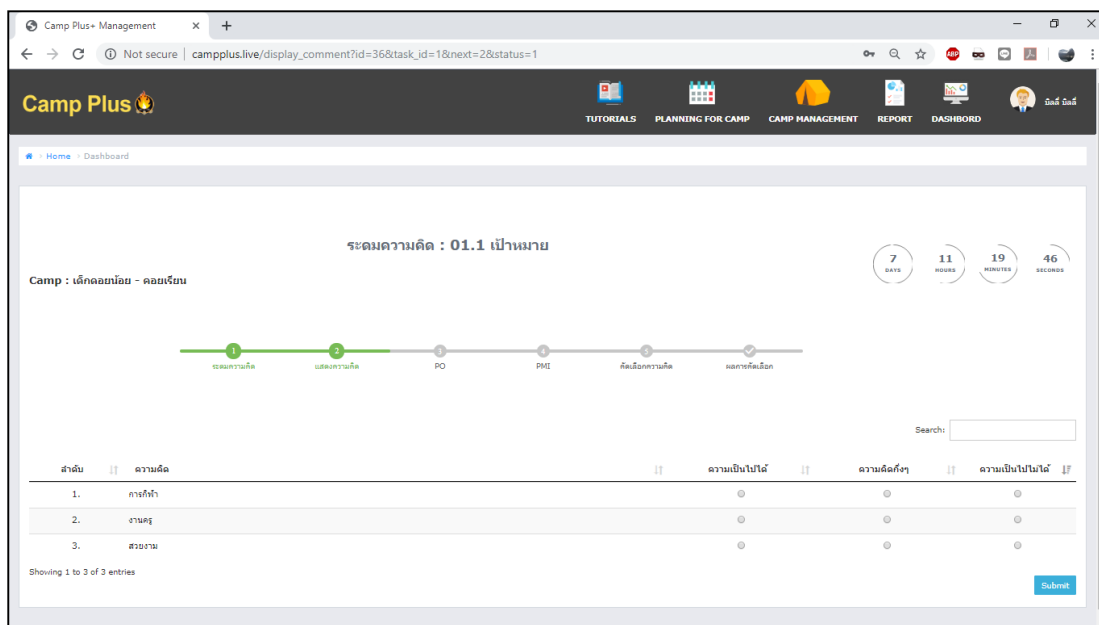 Camp Plus+ Management
Not secure | campplus.live/display_comment?id=36&task_id=1&next=2&status=1
ABP
Camp Plus
TUTORIALS PLANNING FOR CAMP CAMP MANAGEMENT REPORT DASHBORD มิลลี่ มิลลี่
Home Dashboard
ระดมความคิด : 01.1 เป้าหมาย
7 11 19 46
DAYS HOURS MINUTES SECONDS
Camp : เด็กดอยน้อย - คอยเรียน
1 2 3 4 5
ระดมความคิด แสดงความคิด PO PMI คัดเลือกความคิด ผลการคัดเลือก
Search:
ลำดับ ความคิด ความเป็นไปได้ ความคิดกึ่งๆ ความเป็นไปไม่ได้
1. การกีฬา
2. งานครู
3. สวยงาม
Showing 1 to 3 of 3 entries
Submit